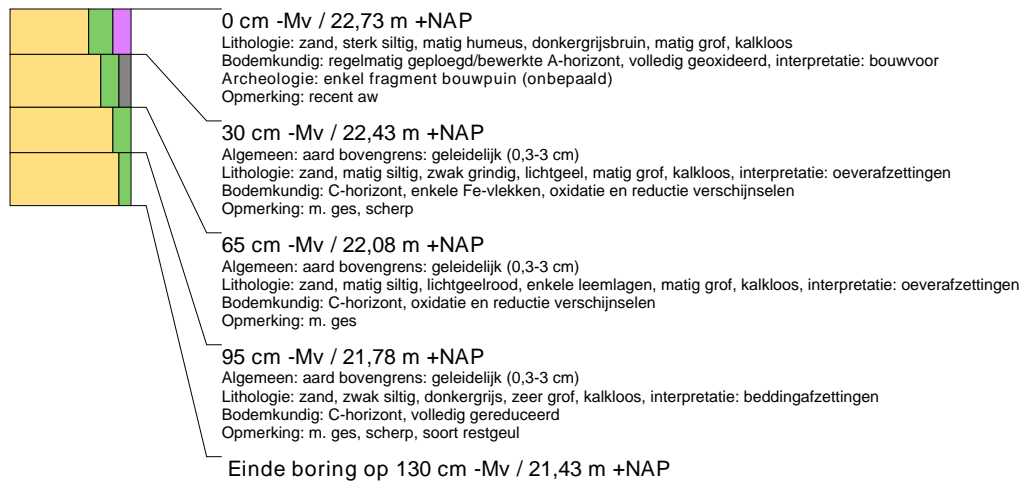 0 cm -Mv / 22,73 m +NAP
Lithologie: zand, sterk siltig, matig humeus, donkergrijsbruin, matig grof, kalkloos
Bodemkundig: regelmatig geploegd/bewerkte A-horizont, volledig geoxideerd, interpretatie: bouwvoor
Archeologie: enkel fragment bouwpuin (onbepaald)
Opmerking: recent aw
30 cm -Mv / 22,43 m +NAP
Algemeen: aard bovengrens: geleidelijk (0,3-3 cm)
Lithologie: zand, matig siltig, zwak grindig, lichtgeel, matig grof, kalkloos, interpretatie: oeverafzettingen
Bodemkundig: C-horizont, enkele Fe-vlekken, oxidatie en reductie verschijnselen
Opmerking: m. ges, scherp
65 cm -Mv / 22,08 m +NAP
Algemeen: aard bovengrens: geleidelijk (0,3-3 cm)
Lithologie: zand, matig siltig, lichtgeelrood, enkele leemlagen, matig grof, kalkloos, interpretatie: oeverafzettingen
Bodemkundig: C-horizont, oxidatie en reductie verschijnselen
Opmerking: m. ges
95 cm -Mv / 21,78 m +NAP
Algemeen: aard bovengrens: geleidelijk (0,3-3 cm)
Lithologie: zand, zwak siltig, donkergrijs, zeer grof, kalkloos, interpretatie: beddingafzettingen
Bodemkundig: C-horizont, volledig gereduceerd
Opmerking: m. ges, scherp, soort restgeul
Einde boring op 130 cm -Mv / 21,43 m +NAP